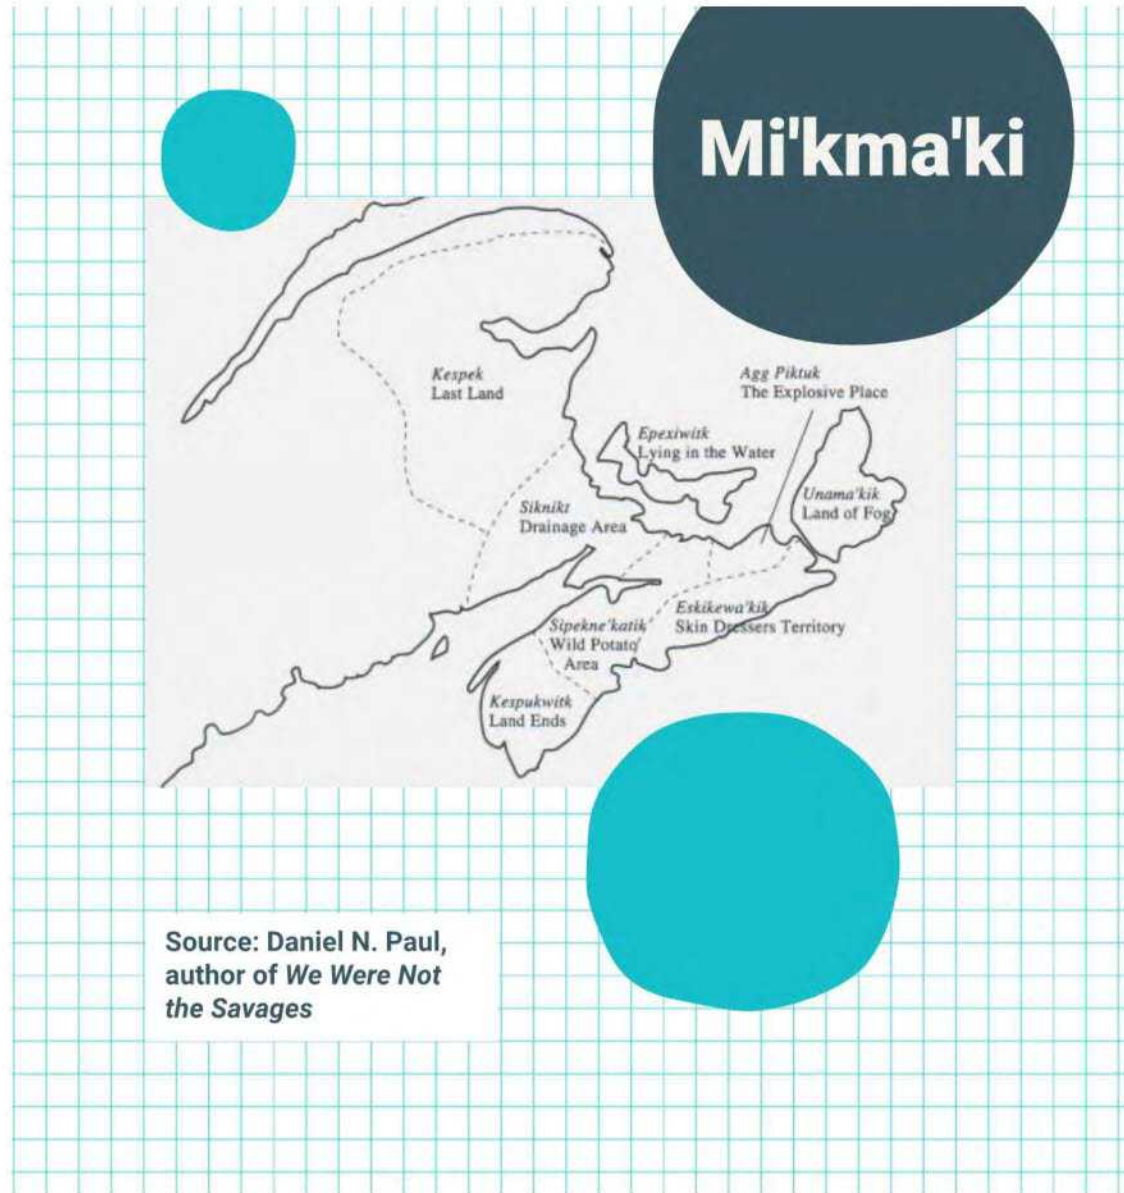 Mi'kma'ki
Kespek
Last Land
Agg Piktuk
The Explosive Place
Epexiwitk
Lying in the Water
Unama'kik
Land of Fog
Siknikt
Drainage Area
Eskikewa'kik
Skin Dressers Territory
Sipekne'katik
Wild Potato
Area
Kespukwitk
Land Ends
Source: Daniel N. Paul,
author of We Were Not
the Savages